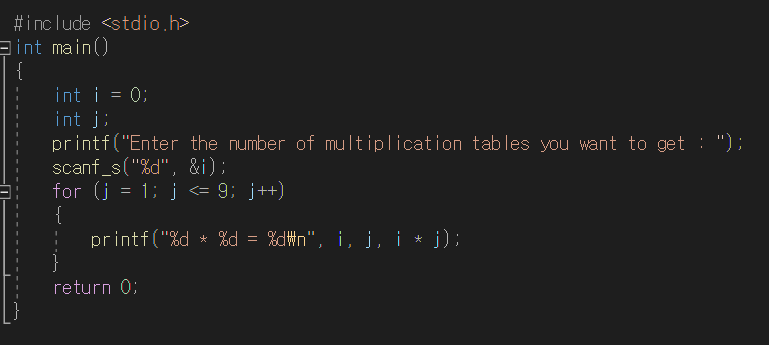 #include <stdio.h>
int main()
{
    int i = 0;
    int j;
    printf("Enter the number of multiplication tables you want to get : ");
    scanf_s("%d", &i);
    for (j = 1; j <= 9; j++)
    {
        printf("%d * %d = %d₩n", i, j, i * j);
    }
    return 0;
}